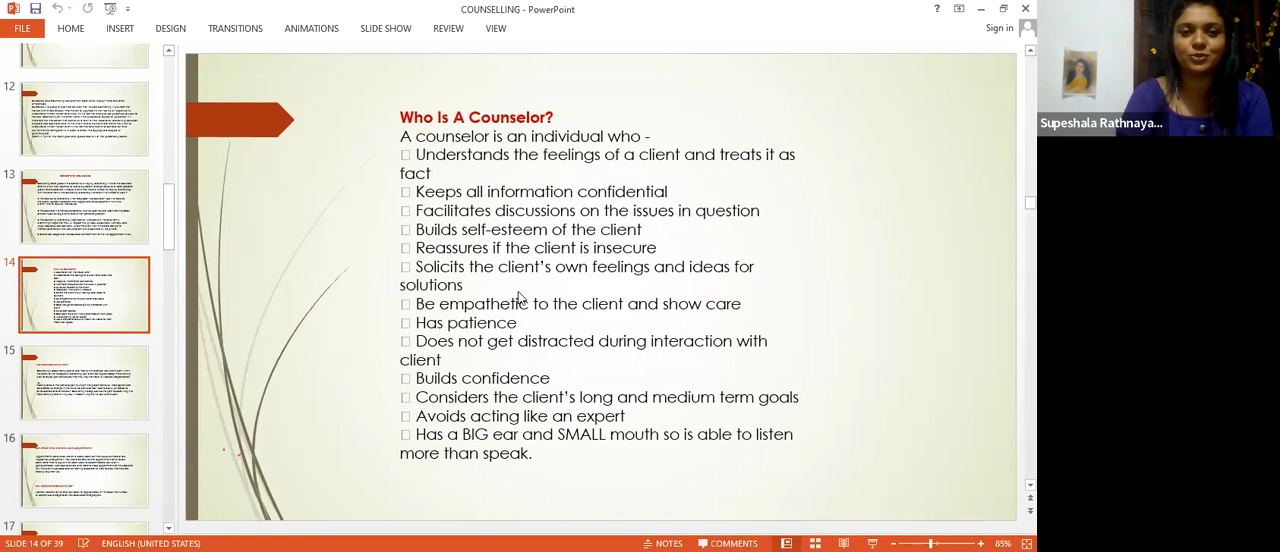 COUNSELLING - PowerPoint
?
FILE
HOME
INSERT
DESIGN
TRANSITIONS
ANIMATIONS
SLIDE SHOW
REVIEW
VIEW
Sign in
12
13
14
15
16
17
Who Is A Counselor?
A counselor is an individual who -
□ Understands the feelings of a client and treats it as
fact
□ Keeps all information confidential
□ Facilitates discussions on the issues in question
□ Builds self-esteem of the client
□ Reassures if the client is insecure
□ Solicits the client's own feelings and ideas for
solutions
□ Be empathetic to the client and show care
□ Has patience
□ Does not get distracted during interaction with
client
□ Builds confidence
□ Considers the client's long and medium term goals
□ Avoids acting like an expert
□ Has a BIG ear and SMALL mouth so is able to listen
more than speak.
Supeshala Rathnaya...
SLIDE 14 OF 39
ENGLISH (UNITED STATES)
NOTES
COMMENTS
85%